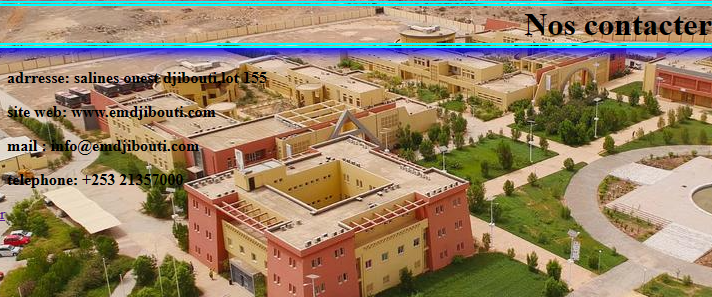 Nos contacter
adrresse: salines ouest djibouti lot 155
site web: www.emdjibouti.com
mail : info@emdjibouti.com
telephone: +253 21357000
r